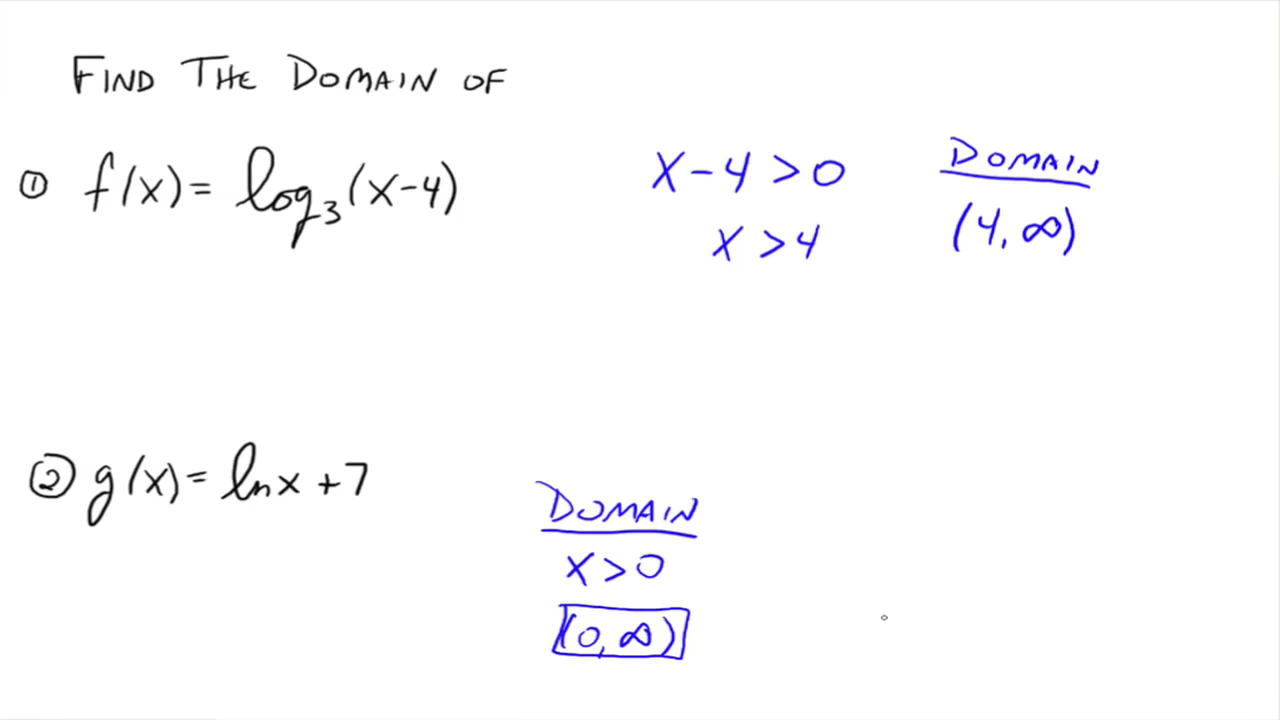 FIND THE DOMAIN OF
① f(x) = log₃(x-4)
x-4 > 0
x > 4
DOMAIN
(4, ∞)
② g(x) = ln x + 7
DOMAIN
x > 0
(0, ∞)